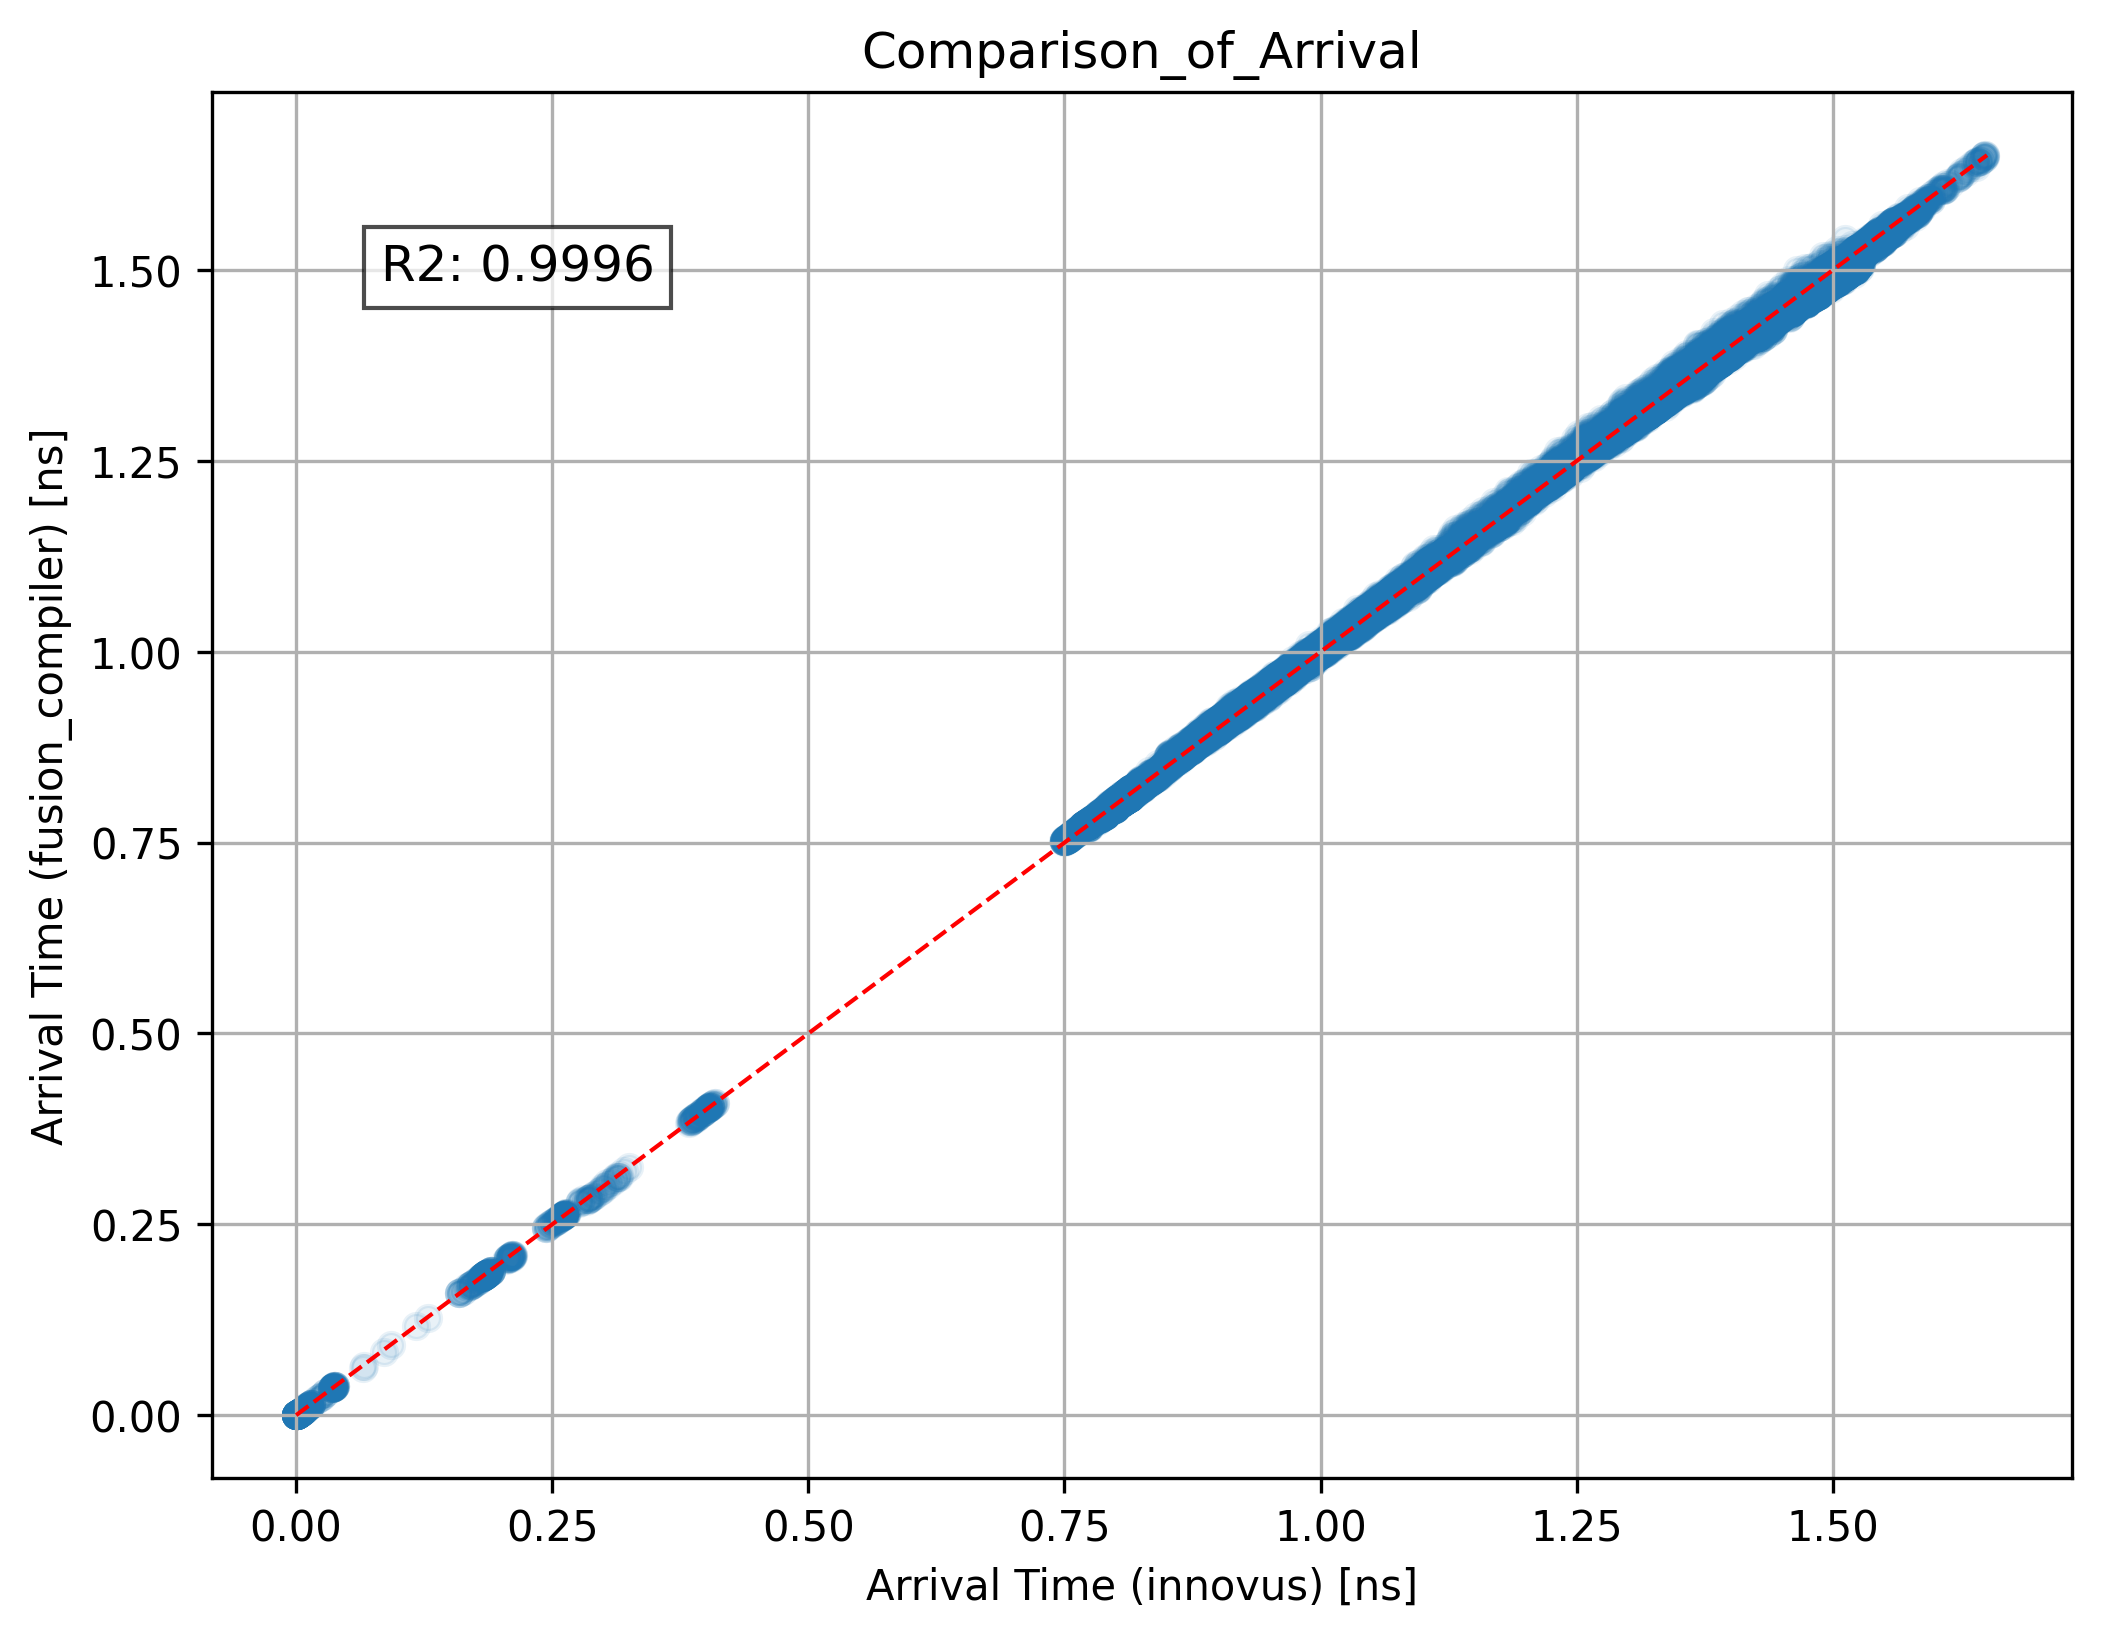 Comparison_of_Arrival
R2: 0.9996
Arrival Time (fusion_compiler) [ns]
1.50
1.25
1.00
0.75
0.50
0.25
0.00
0.00 0.25 0.50 0.75 1.00 1.25 1.50
Arrival Time (innovus) [ns]